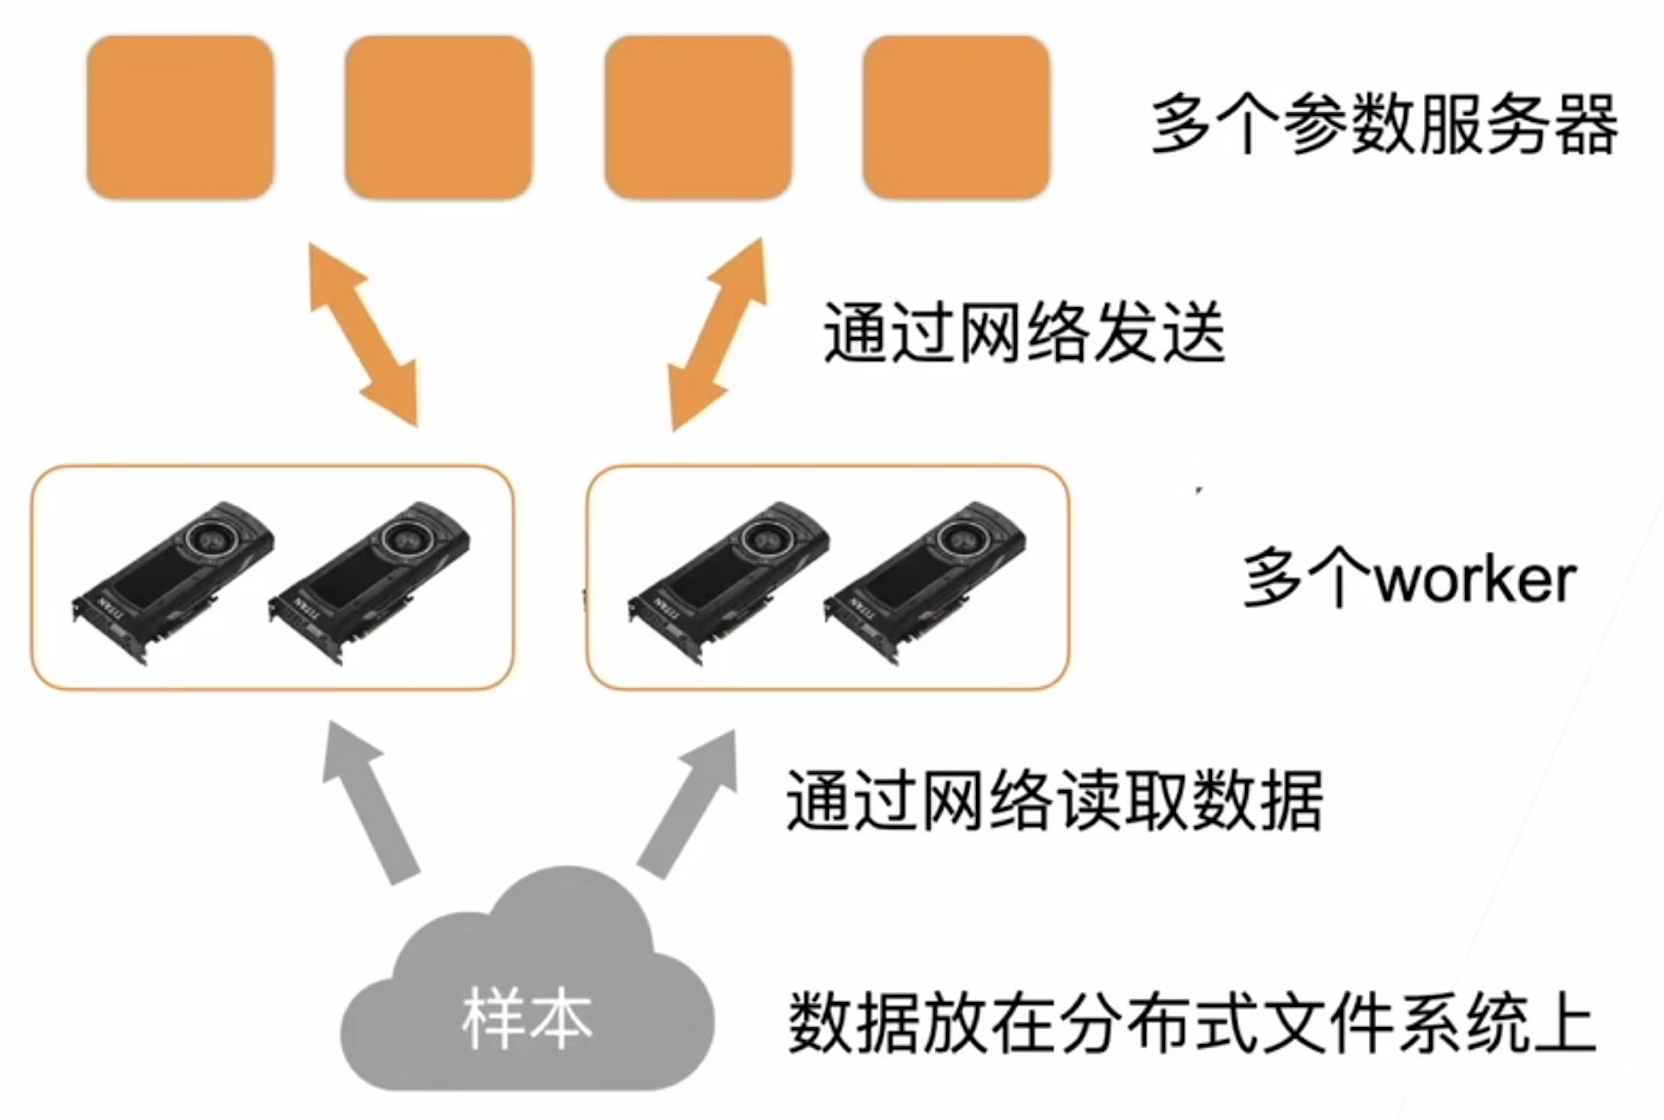 多个参数服务器
通过网络发送
TITAN TITAN TITAN TITAN
多个worker
通过网络读取数据
样本
数据放在分布式文件系统上